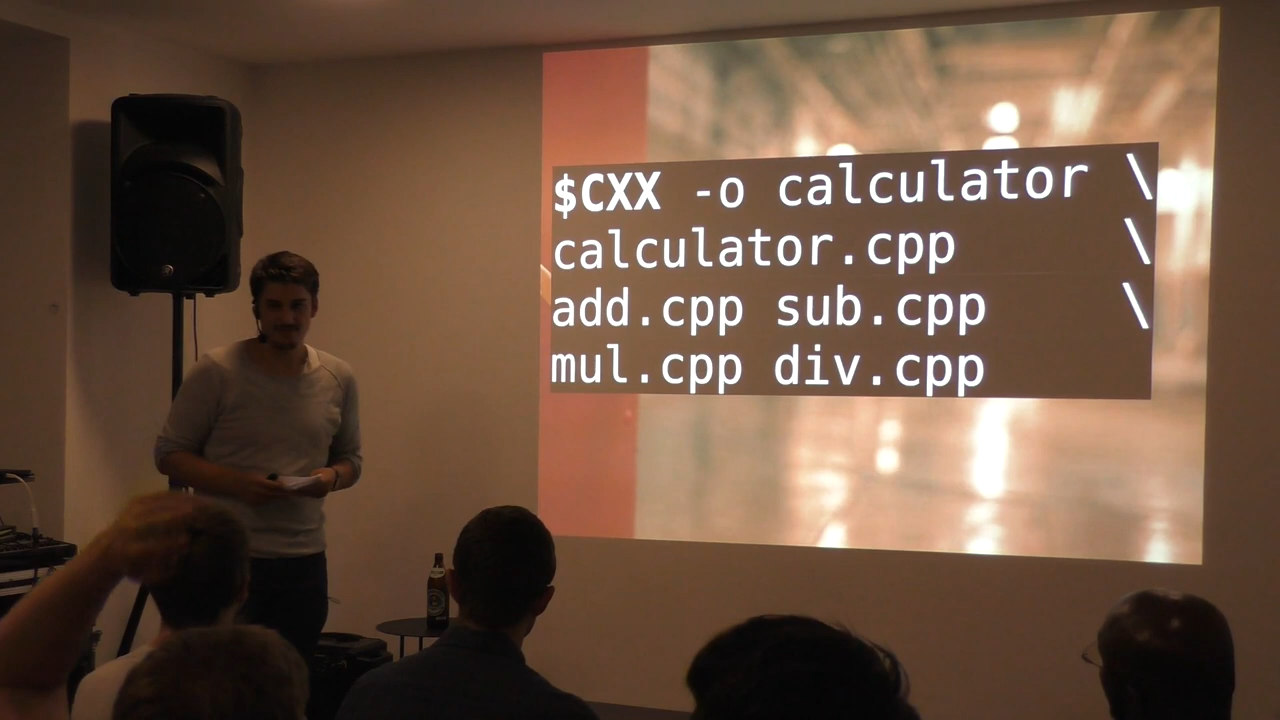 $CXX -o calculator \
calculator.cpp \
add.cpp sub.cpp \
mul.cpp div.cpp